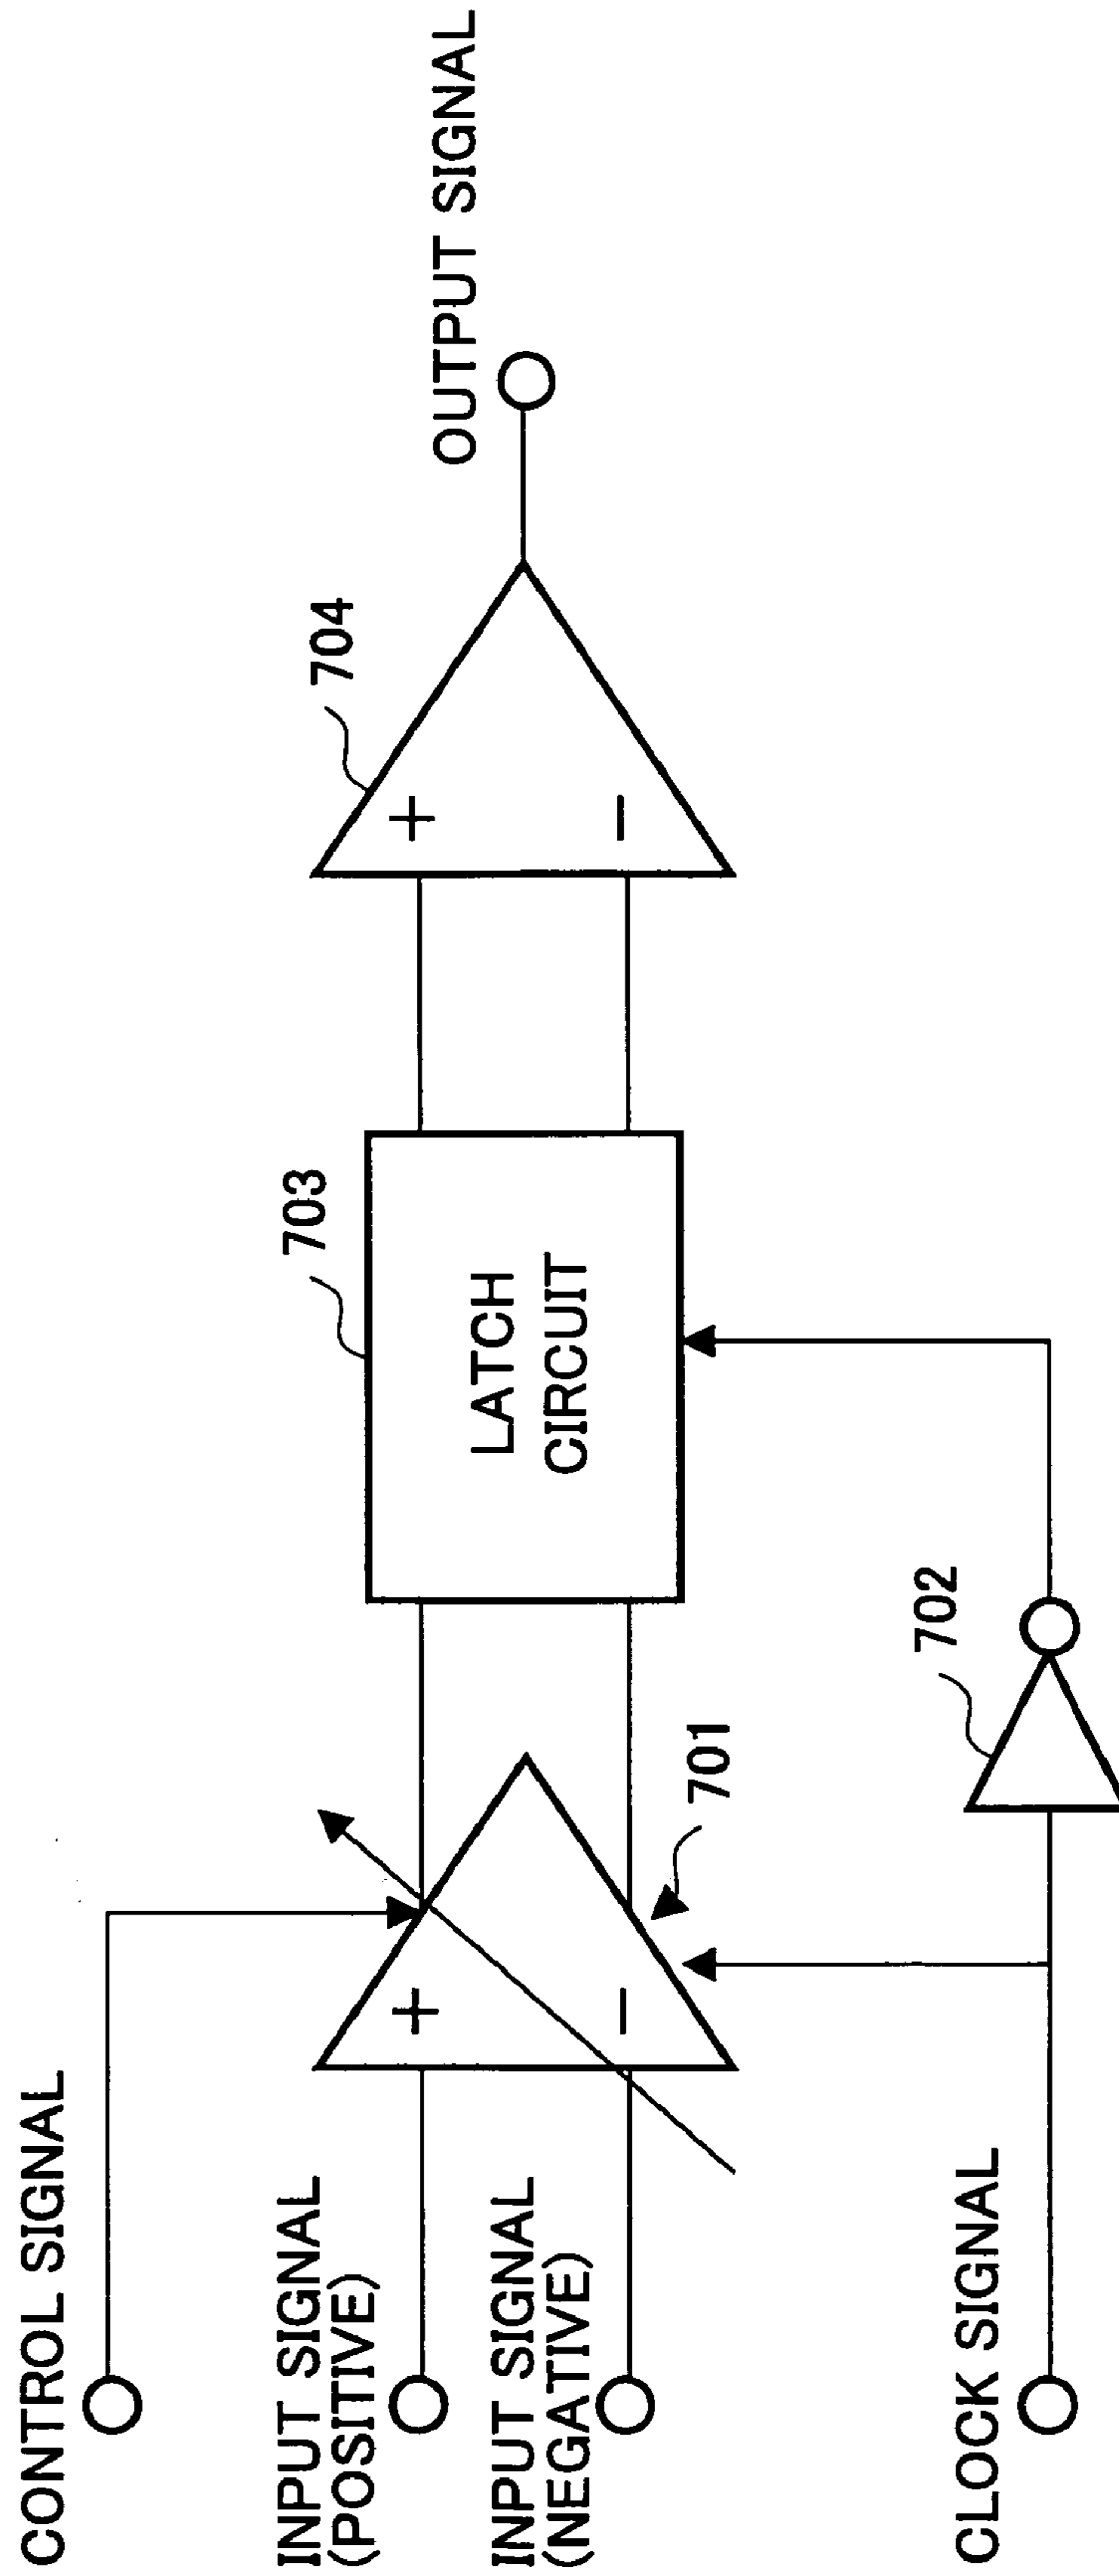 CONTROL SIGNAL
INPUT SIGNAL
(POSITIVE)
INPUT SIGNAL
(NEGATIVE)
CLOCK SIGNAL
+
−
701
702
703
LATCH
CIRCUIT
704
+
−
OUTPUT SIGNAL